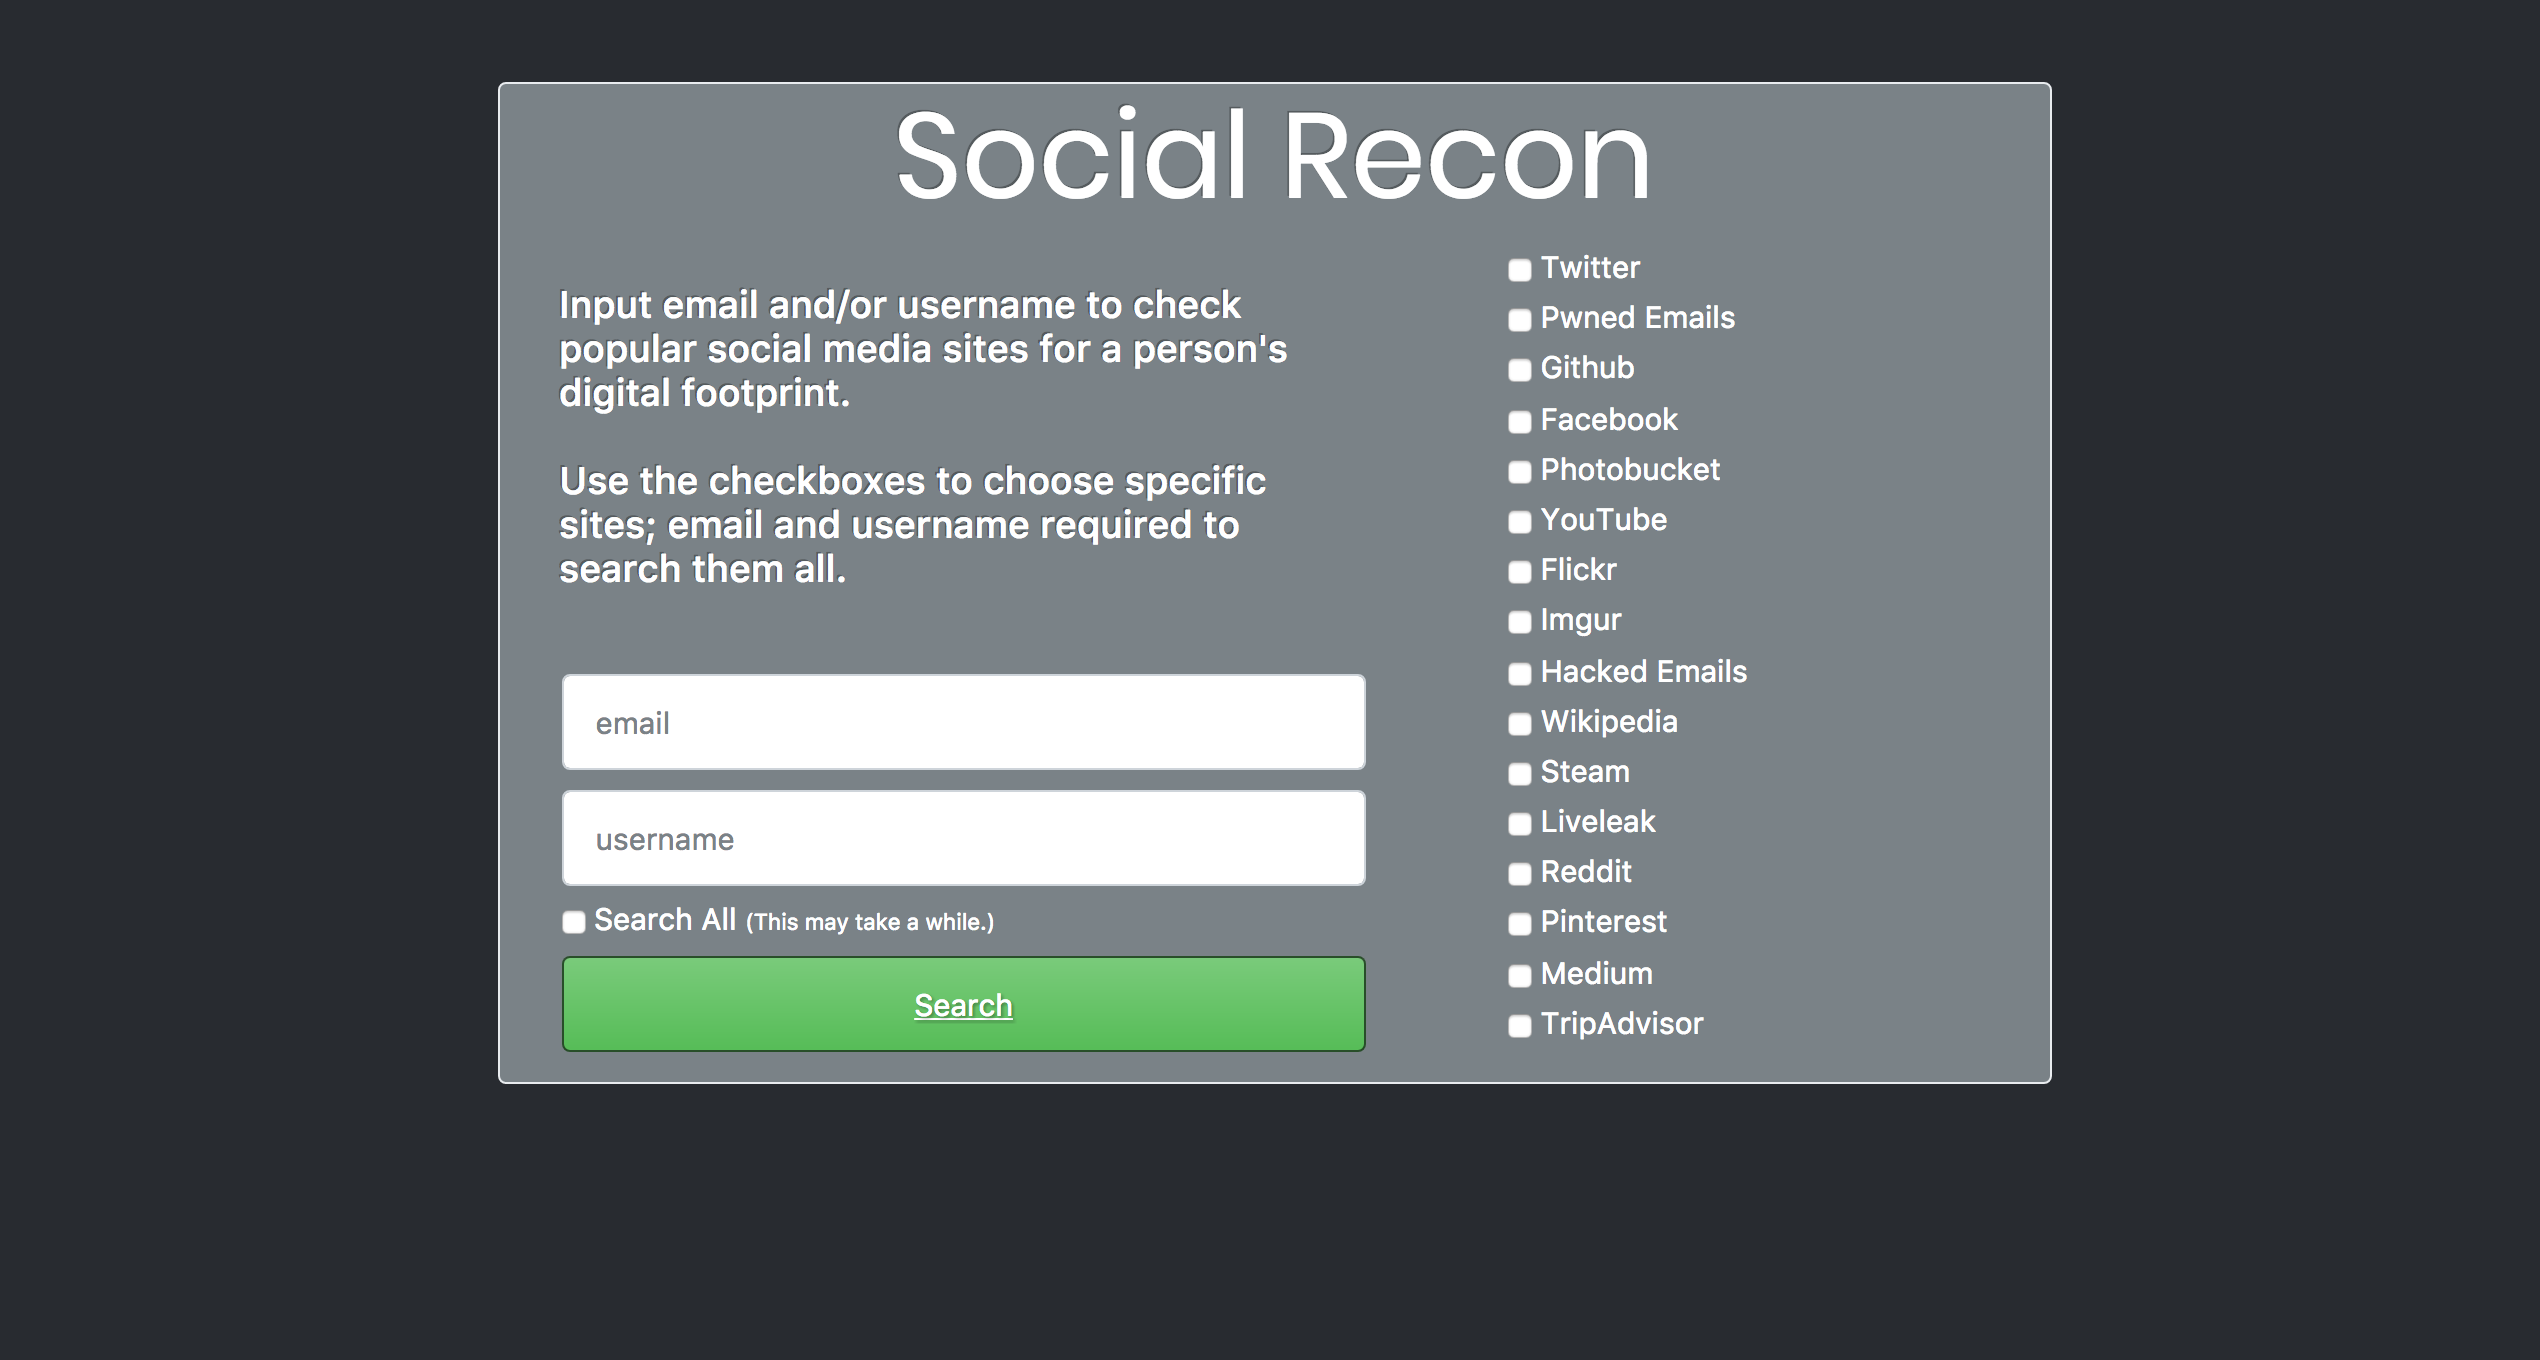 Social Recon
Input email and/or username to check
popular social media sites for a person's
digital footprint.
Use the checkboxes to choose specific
sites; email and username required to
search them all.
email
username
Search All (This may take a while.)
Search
Twitter
Pwned Emails
Github
Facebook
Photobucket
YouTube
Flickr
Imgur
Hacked Emails
Wikipedia
Steam
Liveleak
Reddit
Pinterest
Medium
TripAdvisor